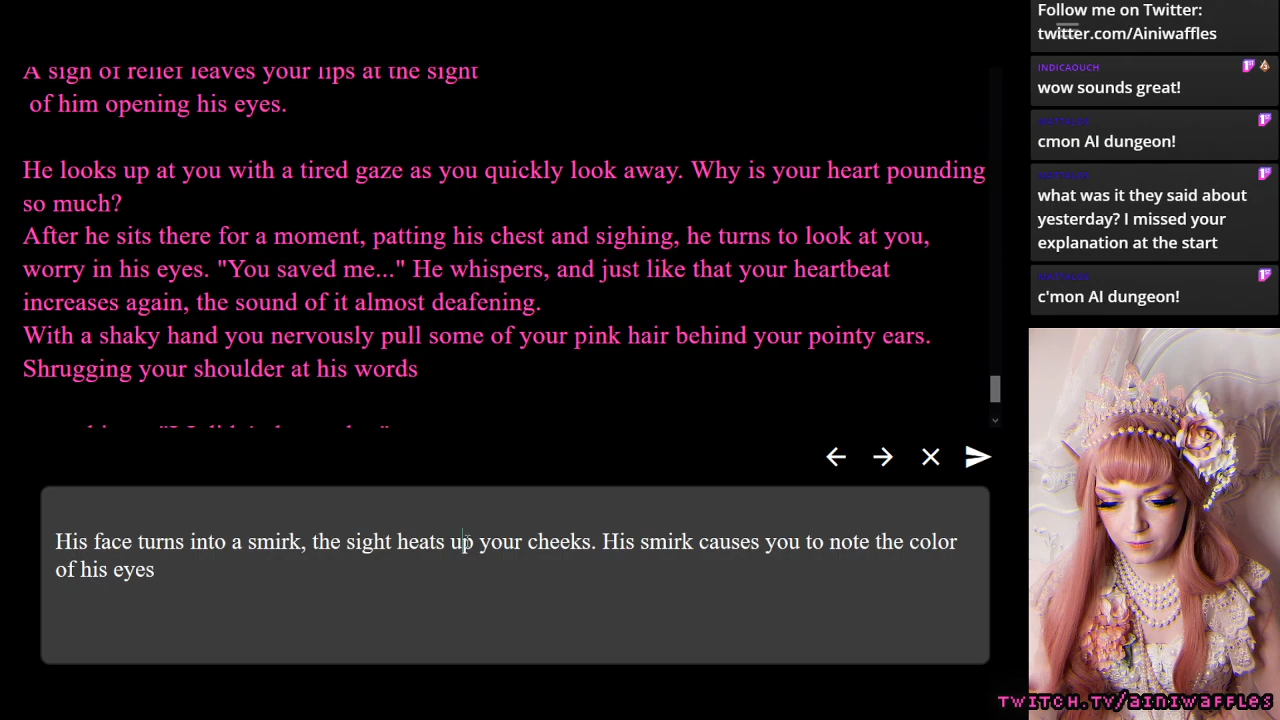 A sigh of relief leaves your lips at the sight
of him opening his eyes.
He looks up at you with a tired gaze as you quickly look away. Why is your heart pounding
so much?
After he sits there for a moment, patting his chest and sighing, he turns to look at you,
worry in his eyes. "You saved me..." He whispers, and just like that your heartbeat
increases again, the sound of it almost deafening.
With a shaky hand you nervously pull some of your pink hair behind your pointy ears.
Shrugging your shoulder at his words
His face turns into a smirk, the sight heats up your cheeks. His smirk causes you to note the color
of his eyes
Follow me on Twitter:
twitter.com/Ainiwaffles
INDICAOUCH
wow sounds great!
cmon AI dungeon!
what was it they said about
yesterday? I missed your
explanation at the start
c'mon AI dungeon!
TWITCH.TV/AINIWAFFLES